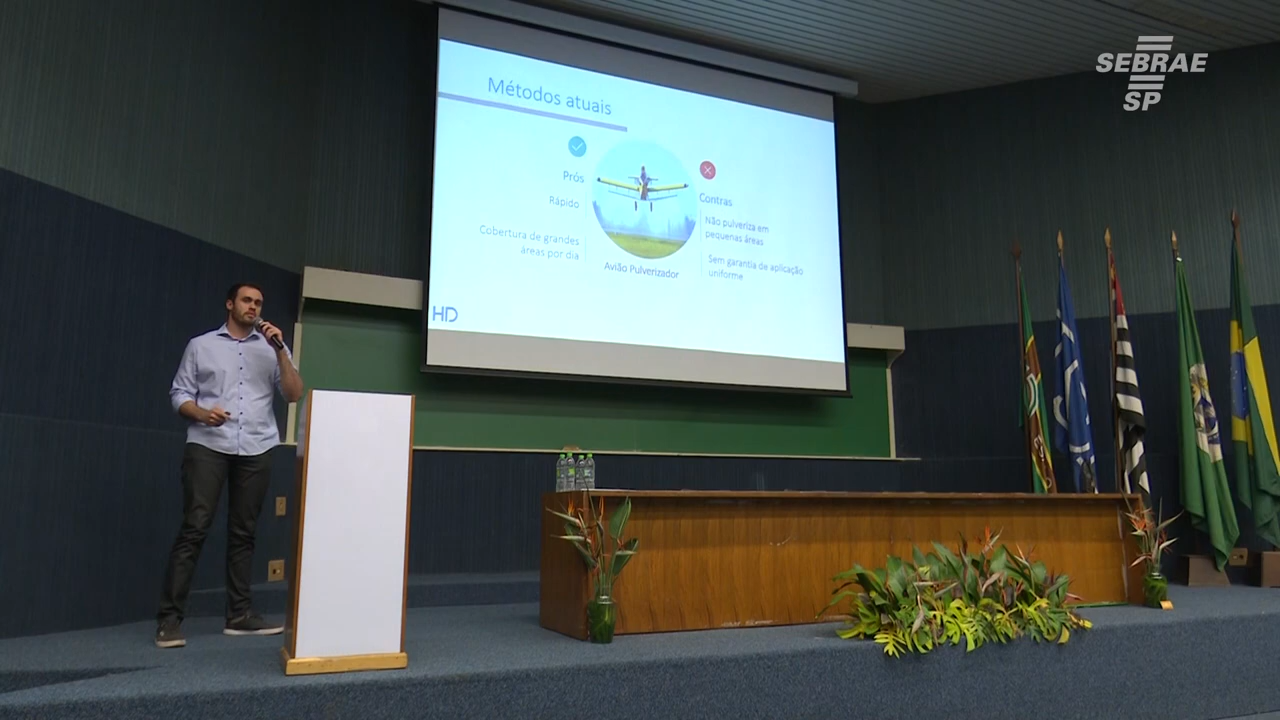 SEBRAE
SP
Métodos atuais
Prós
Rápido
Cobertura de grandes
áreas por dia
Avião Pulverizador
Contras
Não pulveriza em
pequenas áreas
Sem garantia de aplicação
uniforme
HD